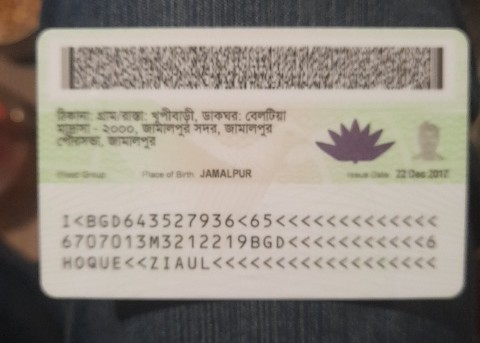 ঠিকানা: গ্রাম/রাস্তা: খুপীবাড়ী, ডাকঘর: বেলটিয়া
মাদ্রাসা - ২০০০, জামালপুর সদর, জামালপুর
পৌরসভা, জামালপুর
Blood Group Place of Birth JAMALPUR Issue Date 22 Dec 2017
I<BGD643527936<65<<<<<<<<<<<<<
6707013M3212219BGD<<<<<<<<<<<6
HOQUE<<ZIAUL<<<<<<<<<<<<<<<<<<